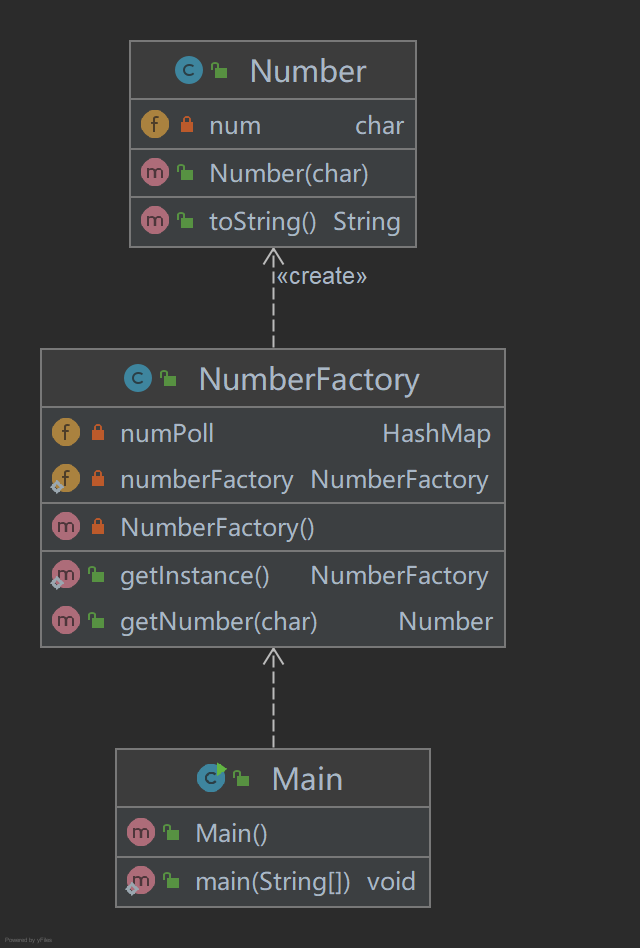 C Number
f num char
m Number(char)
m toString() String
«create»
C NumberFactory
f numPoll HashMap
f numberFactory NumberFactory
m NumberFactory()
m getInstance() NumberFactory
m getNumber(char) Number
C Main
m Main()
m main(String[]) void
Powered by yFiles